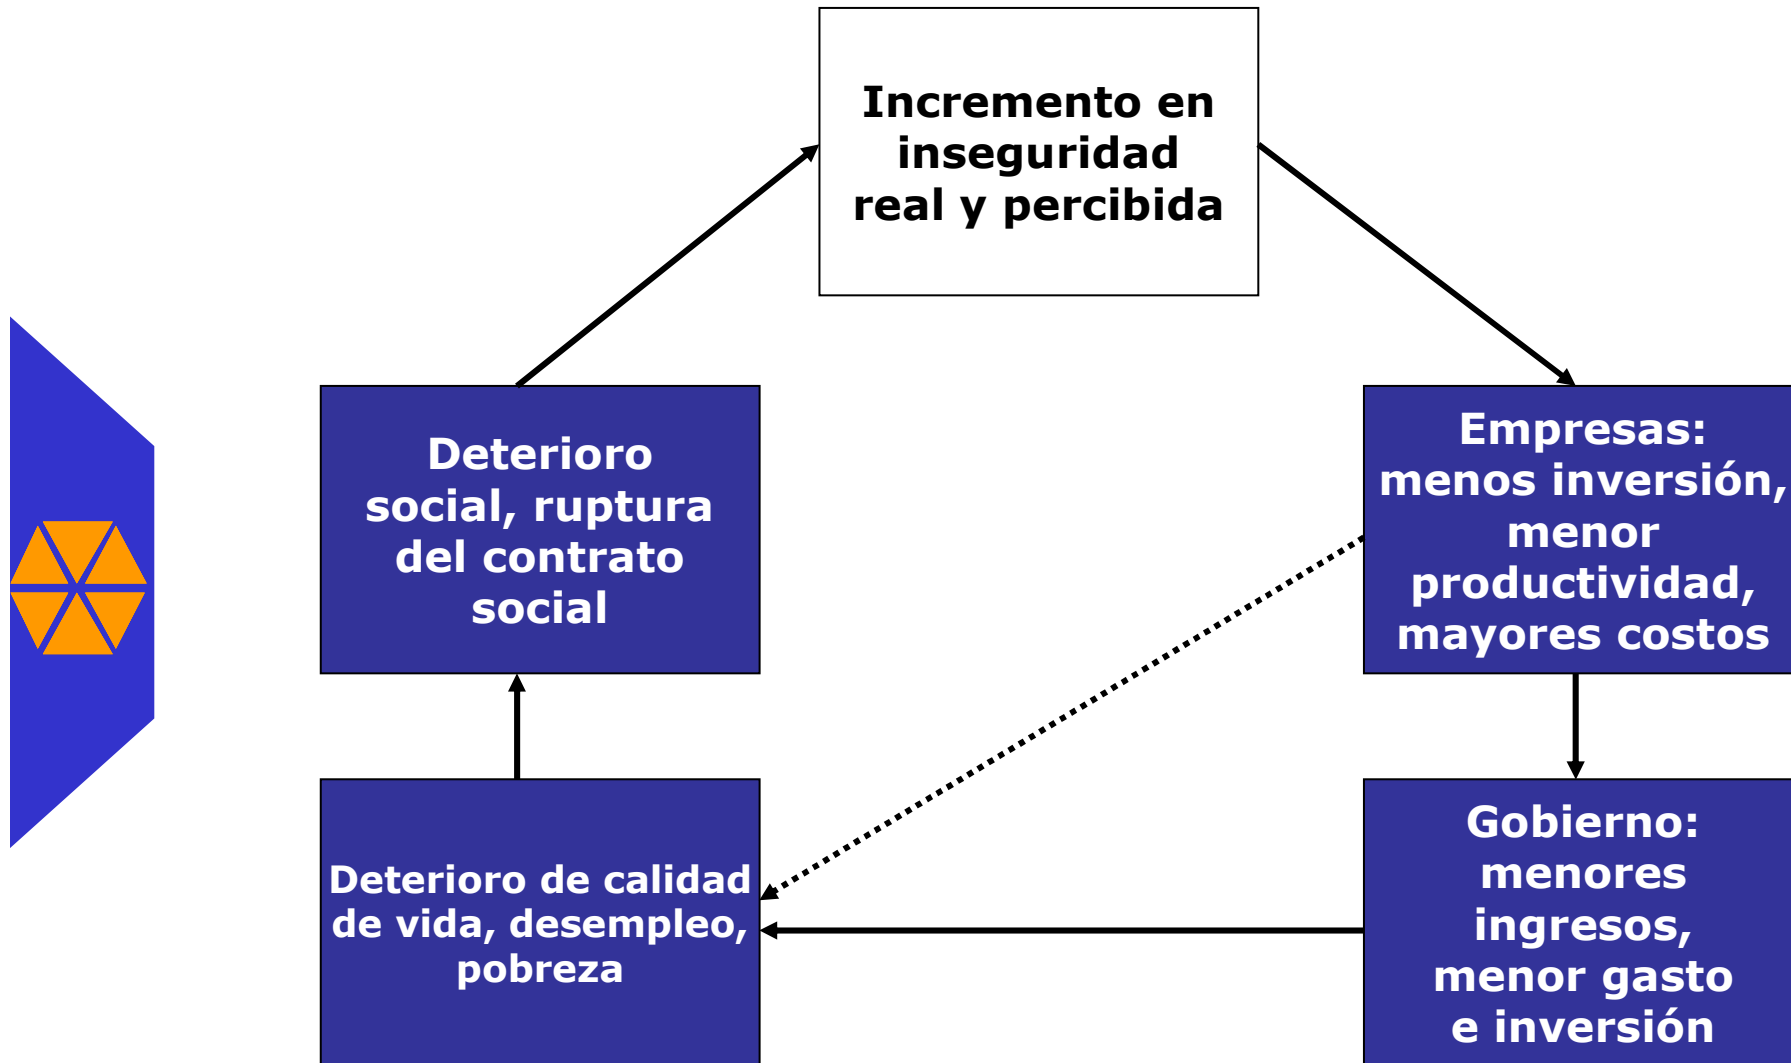 Incremento en
inseguridad
real y percibida
Deterioro
social, ruptura
del contrato
social
Empresas:
menos inversión,
menor
productividad,
mayores costos
Deterioro de calidad
de vida, desempleo,
pobreza
Gobierno:
menores
ingresos,
menor gasto
e inversión